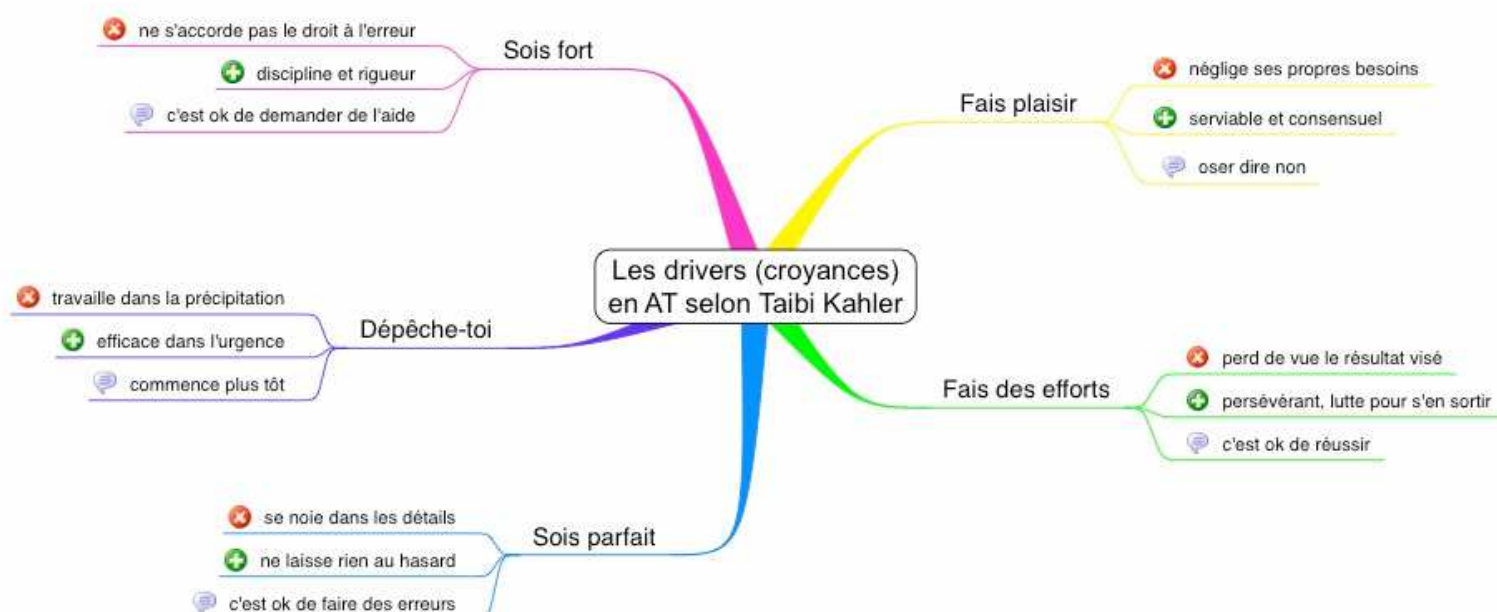 Les drivers (croyances)
en AT selon Taibi Kahler
Fais plaisir
néglige ses propres besoins
serviable et consensuel
oser dire non
Fais des efforts
perd de vue le résultat visé
persévérant, lutte pour s'en sortir
c'est ok de réussir
Sois parfait
se noie dans les détails
ne laisse rien au hasard
c'est ok de faire des erreurs
Dépêche-toi
travaille dans la précipitation
efficace dans l'urgence
commence plus tôt
Sois fort
ne s'accorde pas le droit à l'erreur
discipline et rigueur
c'est ok de demander de l'aide